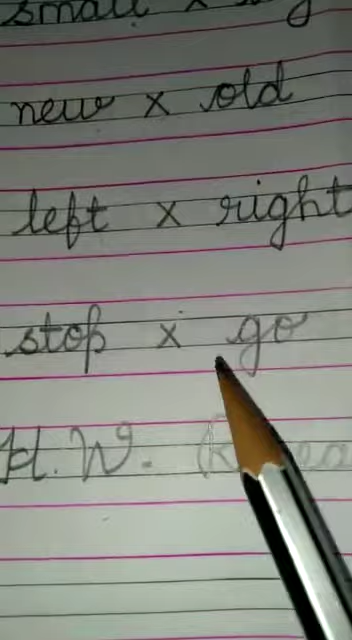 small x
new x old
left x right
stop x go
H.W.